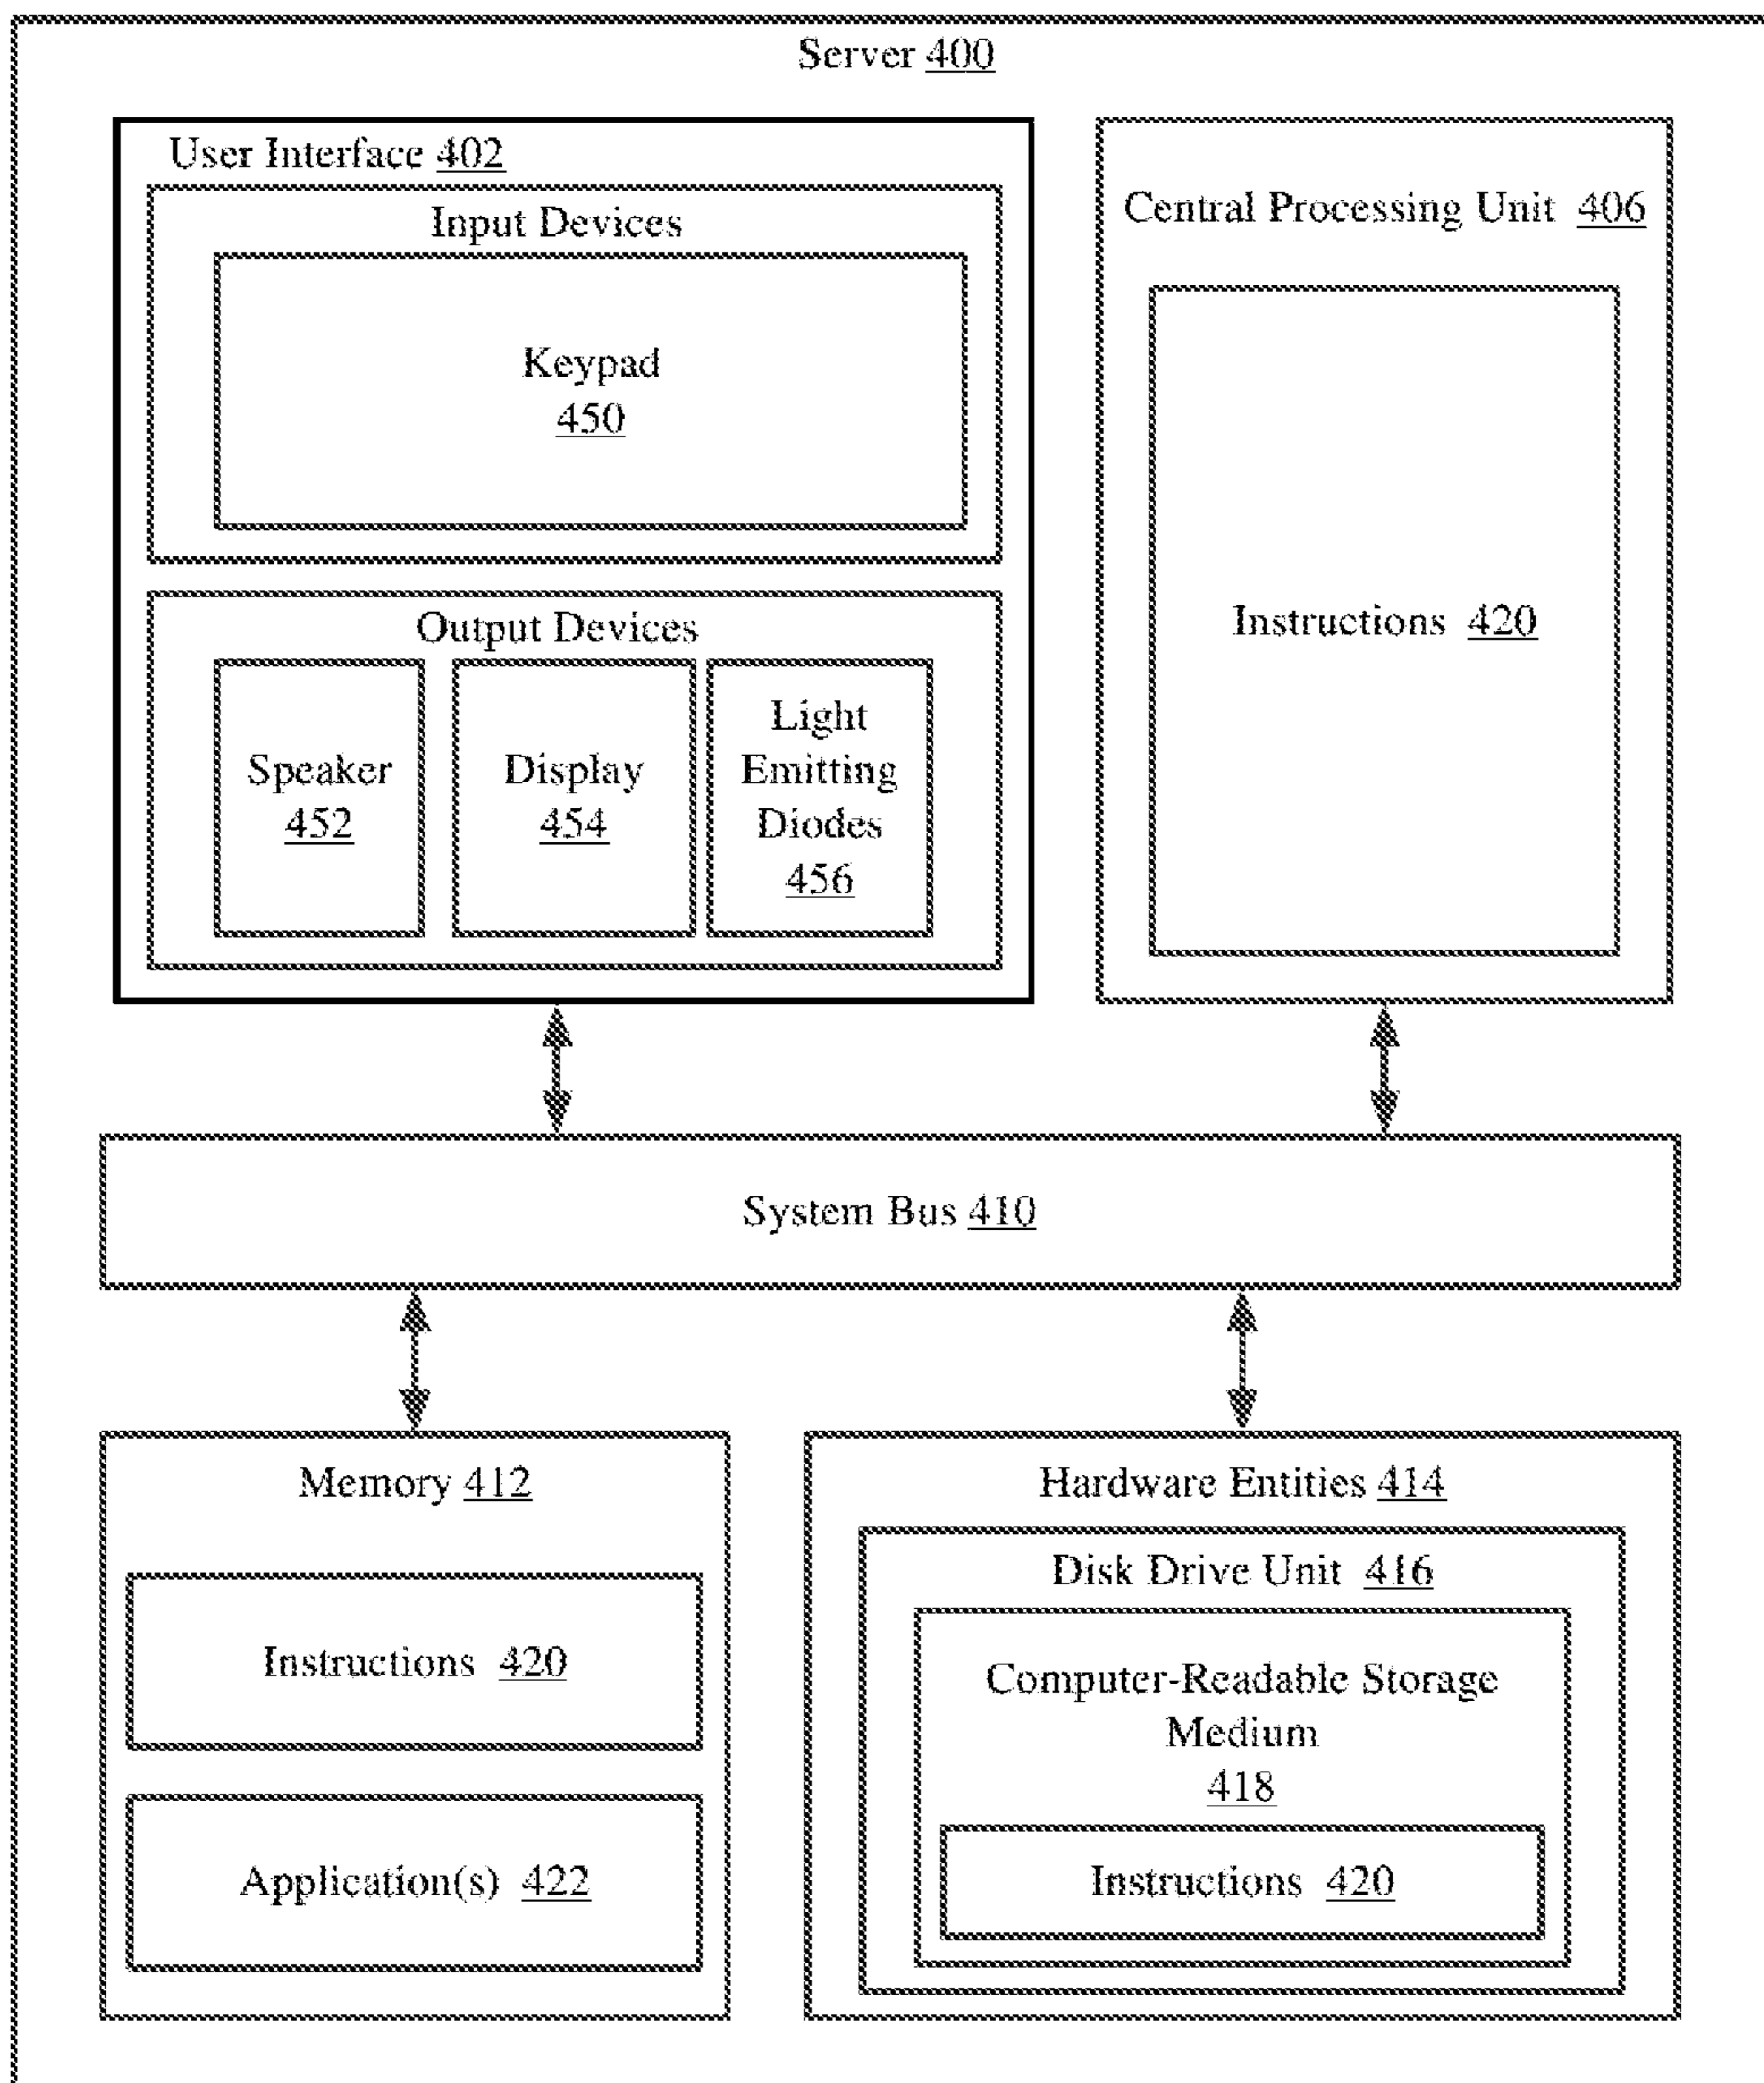 Server 400
User Interface 402
Input Devices
Keypad
450
Output Devices
Speaker
452
Display
454
Light
Emitting
Diodes
456
Central Processing Unit 406
Instructions 420
System Bus 410
Memory 412
Instructions 420
Application(s) 422
Hardware Entities 414
Disk Drive Unit 416
Computer-Readable Storage
Medium
418
Instructions 420